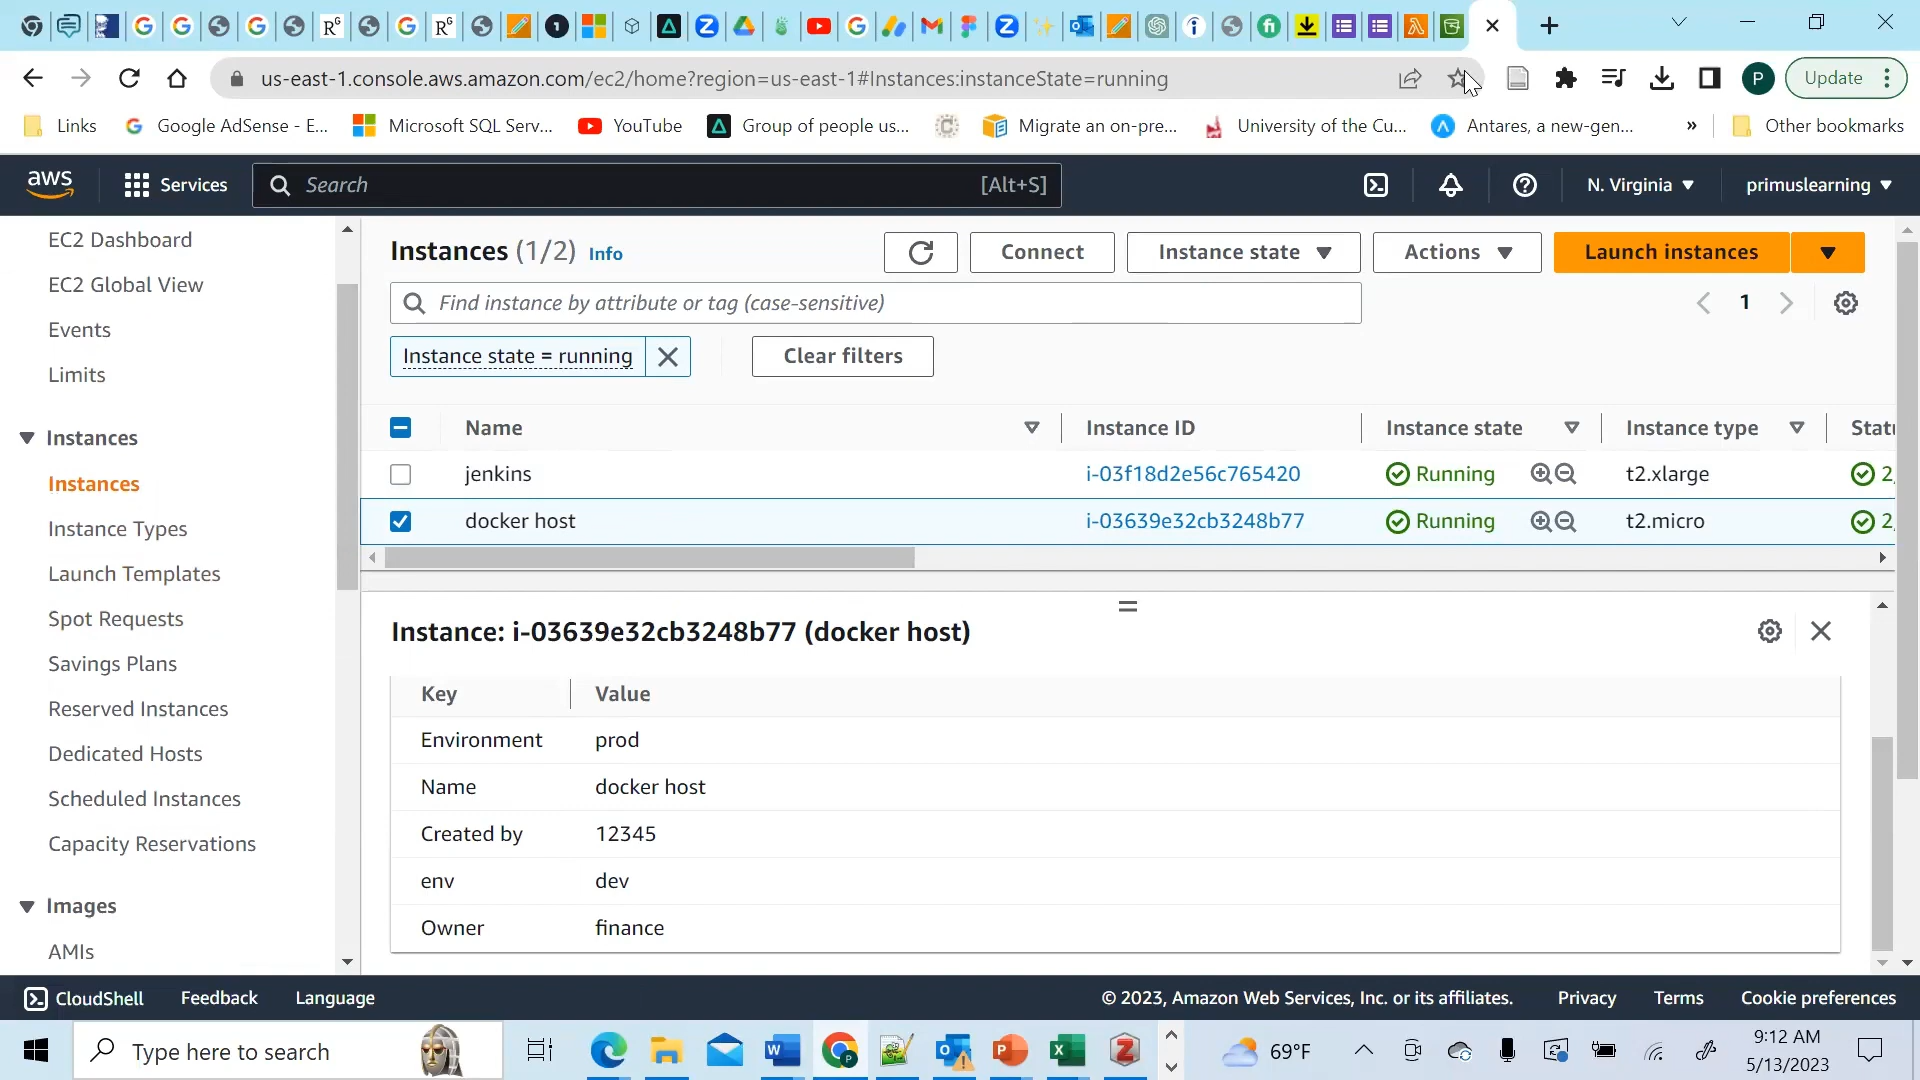 us-east-1.console.aws.amazon.com/ec2/home?region=us-east-1#Instances:instanceState=running
P
Update
Links
Google AdSense - E...
Microsoft SQL Serv...
YouTube
Group of people us...
Migrate an on-pre...
University of the Cu...
Antares, a new-gen...
»
Other bookmarks
aws
Services
Search
[Alt+S]
N. Virginia
primuslearning
EC2 Dashboard
EC2 Global View
Events
Limits
Instances
Instances
Instance Types
Launch Templates
Spot Requests
Savings Plans
Reserved Instances
Dedicated Hosts
Scheduled Instances
Capacity Reservations
Images
AMIs
Instances (1/2) Info
Connect
Instance state
Actions
Launch instances
Find instance by attribute or tag (case-sensitive)
1
Instance state = running
Clear filters
Name
Instance ID
Instance state
Instance type
Statu
jenkins
i-03f18d2e56c765420
Running
t2.xlarge
2
docker host
i-03639e32cb3248b77
Running
t2.micro
2
Instance: i-03639e32cb3248b77 (docker host)
Key
Value
Environment
prod
Name
docker host
Created by
12345
env
dev
Owner
finance
CloudShell
Feedback
Language
© 2023, Amazon Web Services, Inc. or its affiliates.
Privacy
Terms
Cookie preferences
Type here to search
69°F
9:12 AM
5/13/2023